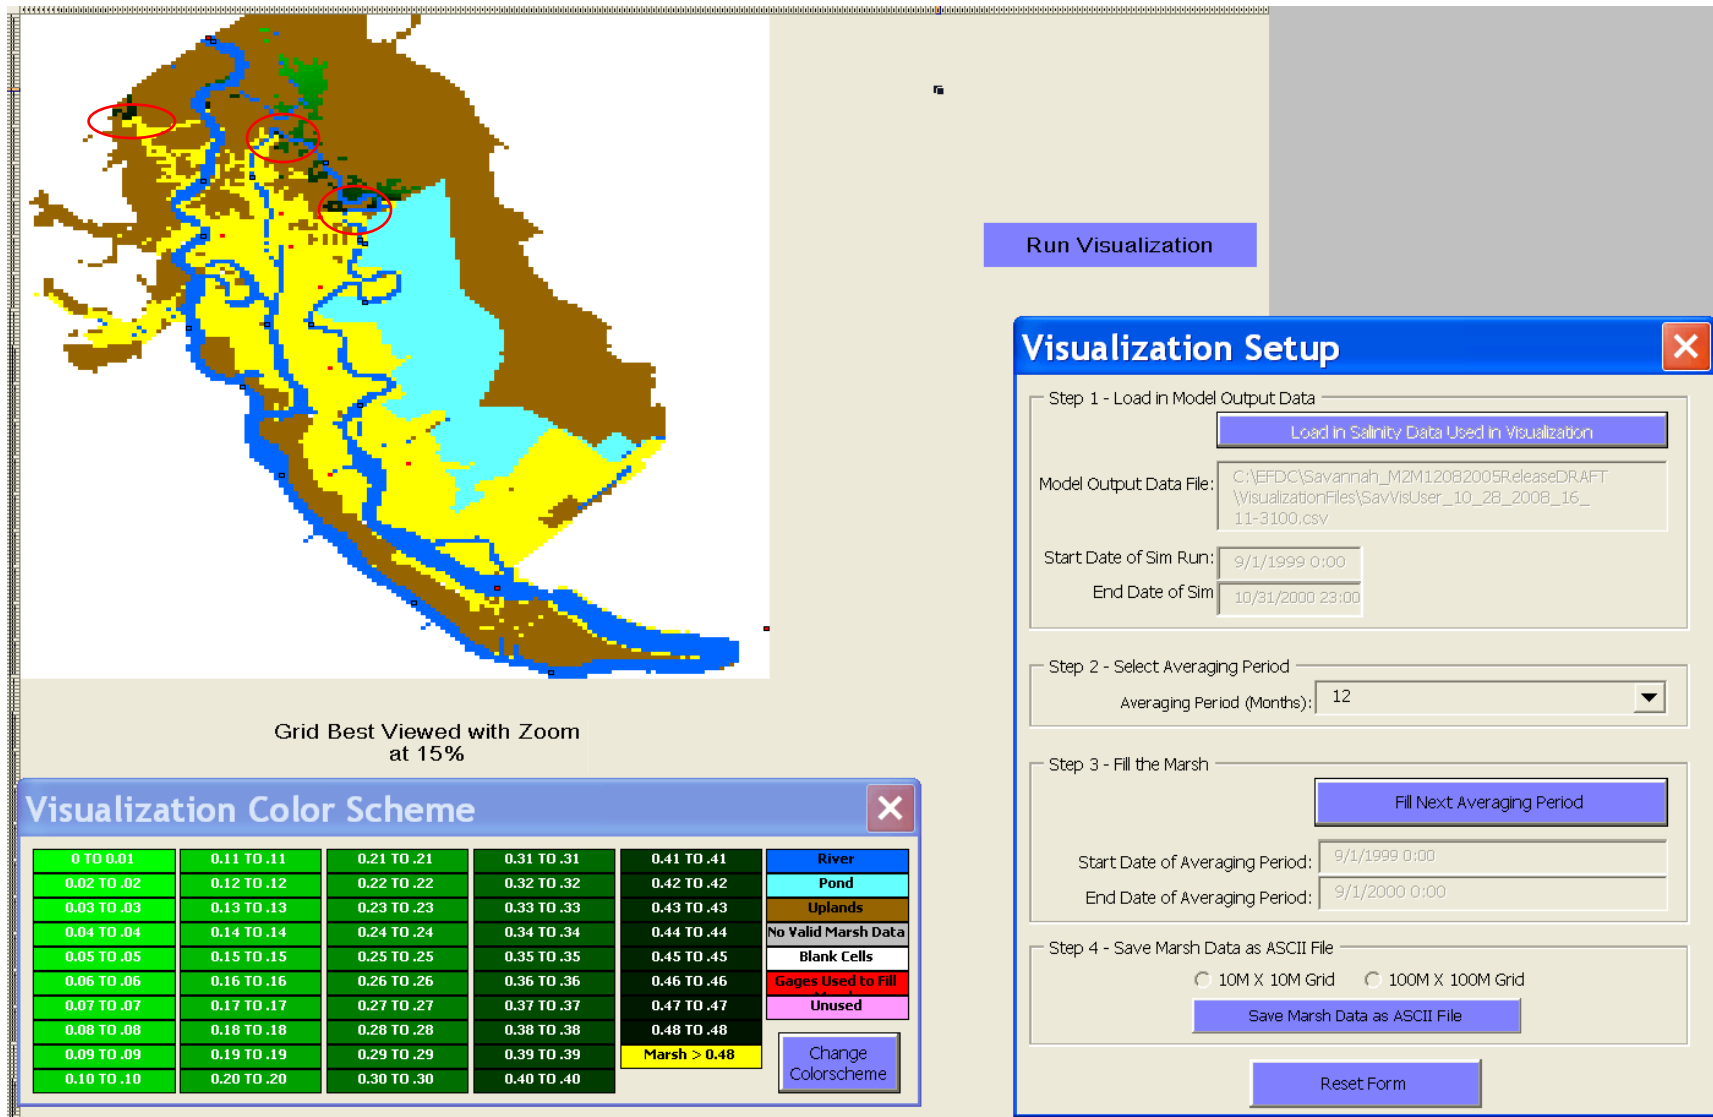 Run Visualization
Grid Best Viewed with Zoom
at 15%
Visualization Color Scheme
0 TO 0.01
0.02 TO .02
0.03 TO .03
0.04 TO .04
0.05 TO .05
0.06 TO .06
0.07 TO .07
0.08 TO .08
0.09 TO .09
0.10 TO .10
0.11 TO .11
0.12 TO .12
0.13 TO .13
0.14 TO .14
0.15 TO .15
0.16 TO .16
0.17 TO .17
0.18 TO .18
0.19 TO .19
0.20 TO .20
0.21 TO .21
0.22 TO .22
0.23 TO .23
0.24 TO .24
0.25 TO .25
0.26 TO .26
0.27 TO .27
0.28 TO .28
0.29 TO .29
0.30 TO .30
0.31 TO .31
0.32 TO .32
0.33 TO .33
0.34 TO .34
0.35 TO .35
0.36 TO .36
0.37 TO .37
0.38 TO .38
0.39 TO .39
0.40 TO .40
0.41 TO .41
0.42 TO .42
0.43 TO .43
0.44 TO .44
0.45 TO .45
0.46 TO .46
0.47 TO .47
0.48 TO .48
Marsh > 0.48
River
Pond
Uplands
No Valid Marsh Data
Blank Cells
Gages Used to Fill
Unused
Change
Colorscheme
Visualization Setup
Step 1 - Load in Model Output Data
Load in Salinity Data Used in Visualization
Model Output Data File:
C:\EFDC\Savannah_M2M12082005ReleaseDRAFT
\VisualizationFiles\SavVisUser_10_28_2008_16_
11-3100.csv
Start Date of Sim Run: 9/1/1999 0:00
End Date of Sim 10/31/2000 23:00
Step 2 - Select Averaging Period
Averaging Period (Months): 12
Step 3 - Fill the Marsh
Fill Next Averaging Period
Start Date of Averaging Period: 9/1/1999 0:00
End Date of Averaging Period: 9/1/2000 0:00
Step 4 - Save Marsh Data as ASCII File
10M X 10M Grid 100M X 100M Grid
Save Marsh Data as ASCII File
Reset Form